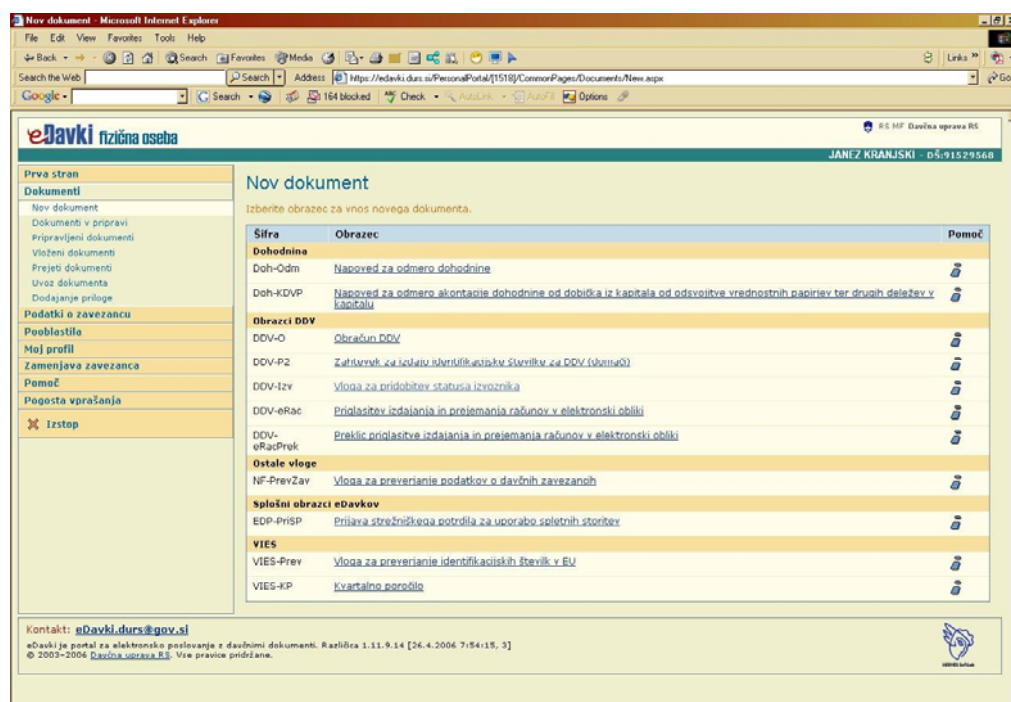 Nov dokument - Microsoft Internet Explorer
File Edit View Favorites Tools Help
Back Search Favorites Media Links »
Search the Web Search Address https://edavki.durs.si/PersonalPortal/[1518]/CommonPages/Documents/New.aspx Go
Google Search 164 blocked Check AutoLink AutoFill Options
eDavki fizična oseba
RS MF Davčna uprava RS
JANEZ KRANJSKI - DŠ:91529568
Prva stran
Dokumenti
Nov dokument
Dokumenti v pripravi
Pripravljeni dokumenti
Vloženi dokumenti
Prejeti dokumenti
Uvoz dokumenta
Dodajanje priloge
Podatki o zavezancu
Pooblastila
Moj profil
Zamenjava zavezanca
Pomoč
Pogosta vprašanja
Izstop
Nov dokument
Izberite obrazec za vnos novega dokumenta.
Šifra Obrazec Pomoč
Dohodnina
Doh-Odm Napoved za odmero dohodnine
Doh-KDVP Napoved za odmero akontacije dohodnine od dobička iz kapitala od odsvojitve vrednostnih papirjev ter drugih deležev v
kapitalu
Obrazci DDV
DDV-O Obračun DDV
DDV-P2 Zahtevek za izdajo identifikacijske številke za DDV (domači)
DDV-Izv Vloga za pridobitev statusa izvoznika
DDV-eRac Priglasitev izdajanja in prejemanja računov v elektronski obliki
DDV-
eRacPrek Preklic priglasitve izdajanja in prejemanja računov v elektronski obliki
Ostale vloge
NF-PrevZav Vloga za preverjanje podatkov o davčnih zavezancih
Splošni obrazci eDavkov
EDP-PriSP Prijava strežniškega potrdila za uporabo spletnih storitev
VIES
VIES-Prev Vloga za preverjanje identifikacijskih številk v EU
VIES-KP Kvartalno poročilo
Kontakt: eDavki.durs@gov.si
eDavki je portal za elektronsko poslovanje z davčnimi dokumenti. Različica 1.11.9.14 [26.4.2006 7:54:15, 3]
© 2003-2006 Davčna uprava RS. Vse pravice pridržane.